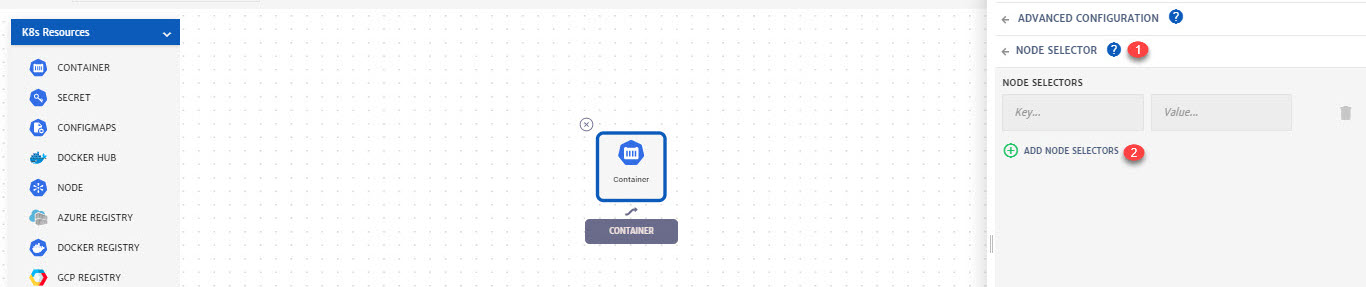 K8s Resources
CONTAINER
SECRET
CONFIGMAPS
DOCKER HUB
NODE
AZURE REGISTRY
DOCKER REGISTRY
GCP REGISTRY
Container
CONTAINER
ADVANCED CONFIGURATION ?
NODE SELECTOR ? 1
NODE SELECTORS
Key... Value...
ADD NODE SELECTORS 2